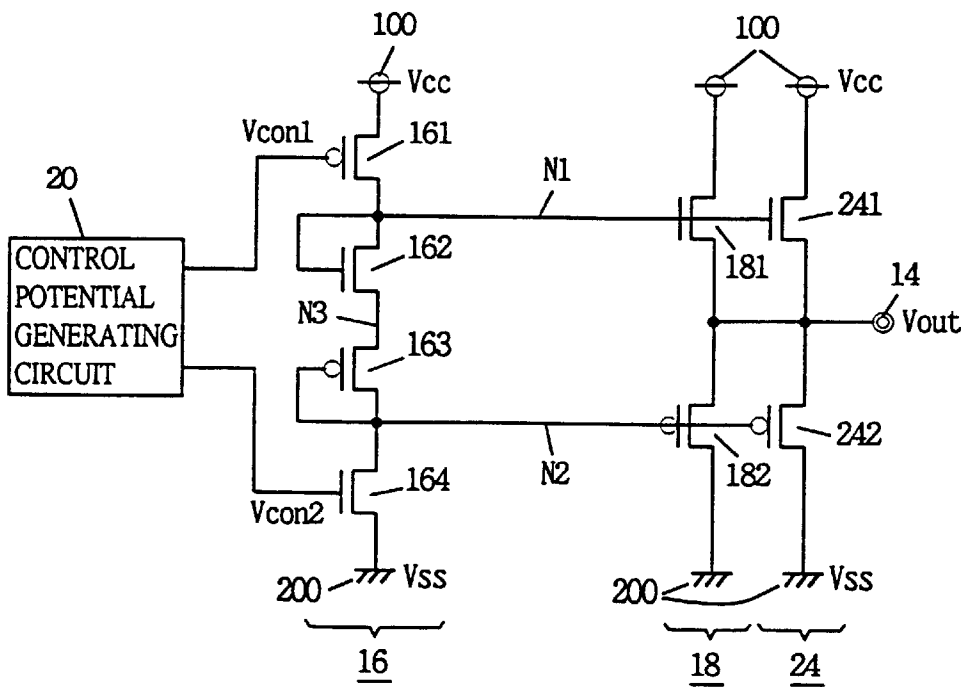 100
100
Vcc
Vcc
Vcon1
161
20
N1
241
CONTROL
POTENTIAL
GENERATING
CIRCUIT
162
181
14
N3
Vout
163
164
N2
182
242
Vcon2
200
Vss
200
Vss
16
18
24